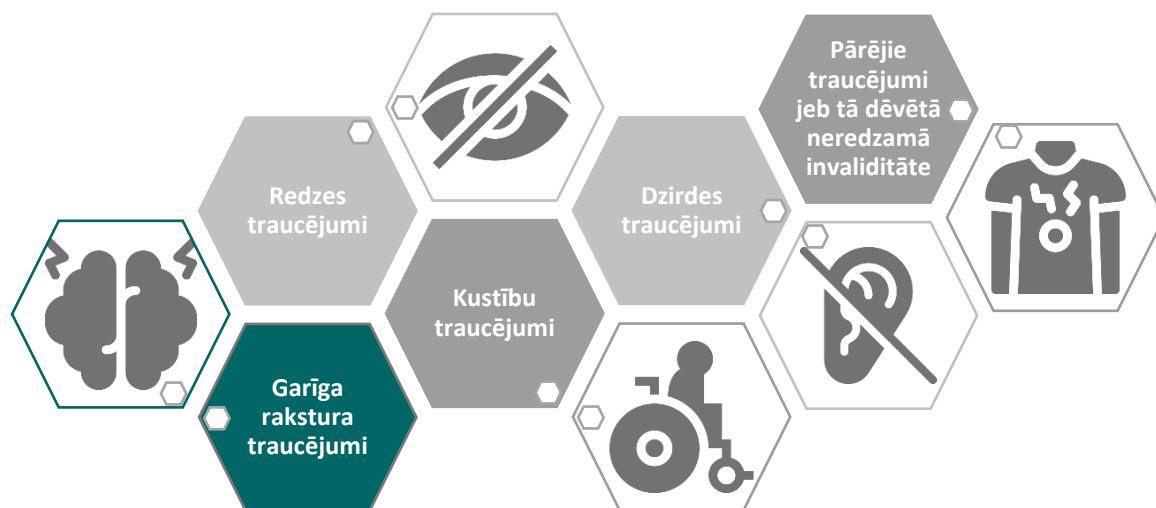 Redzes
traucējumi
Dzirdes
traucējumi
Pārējie
traucējumi
jeb tā dēvētā
neredzamā
invaliditāte
Garīga
rakstura
traucējumi
Kustību
traucējumi